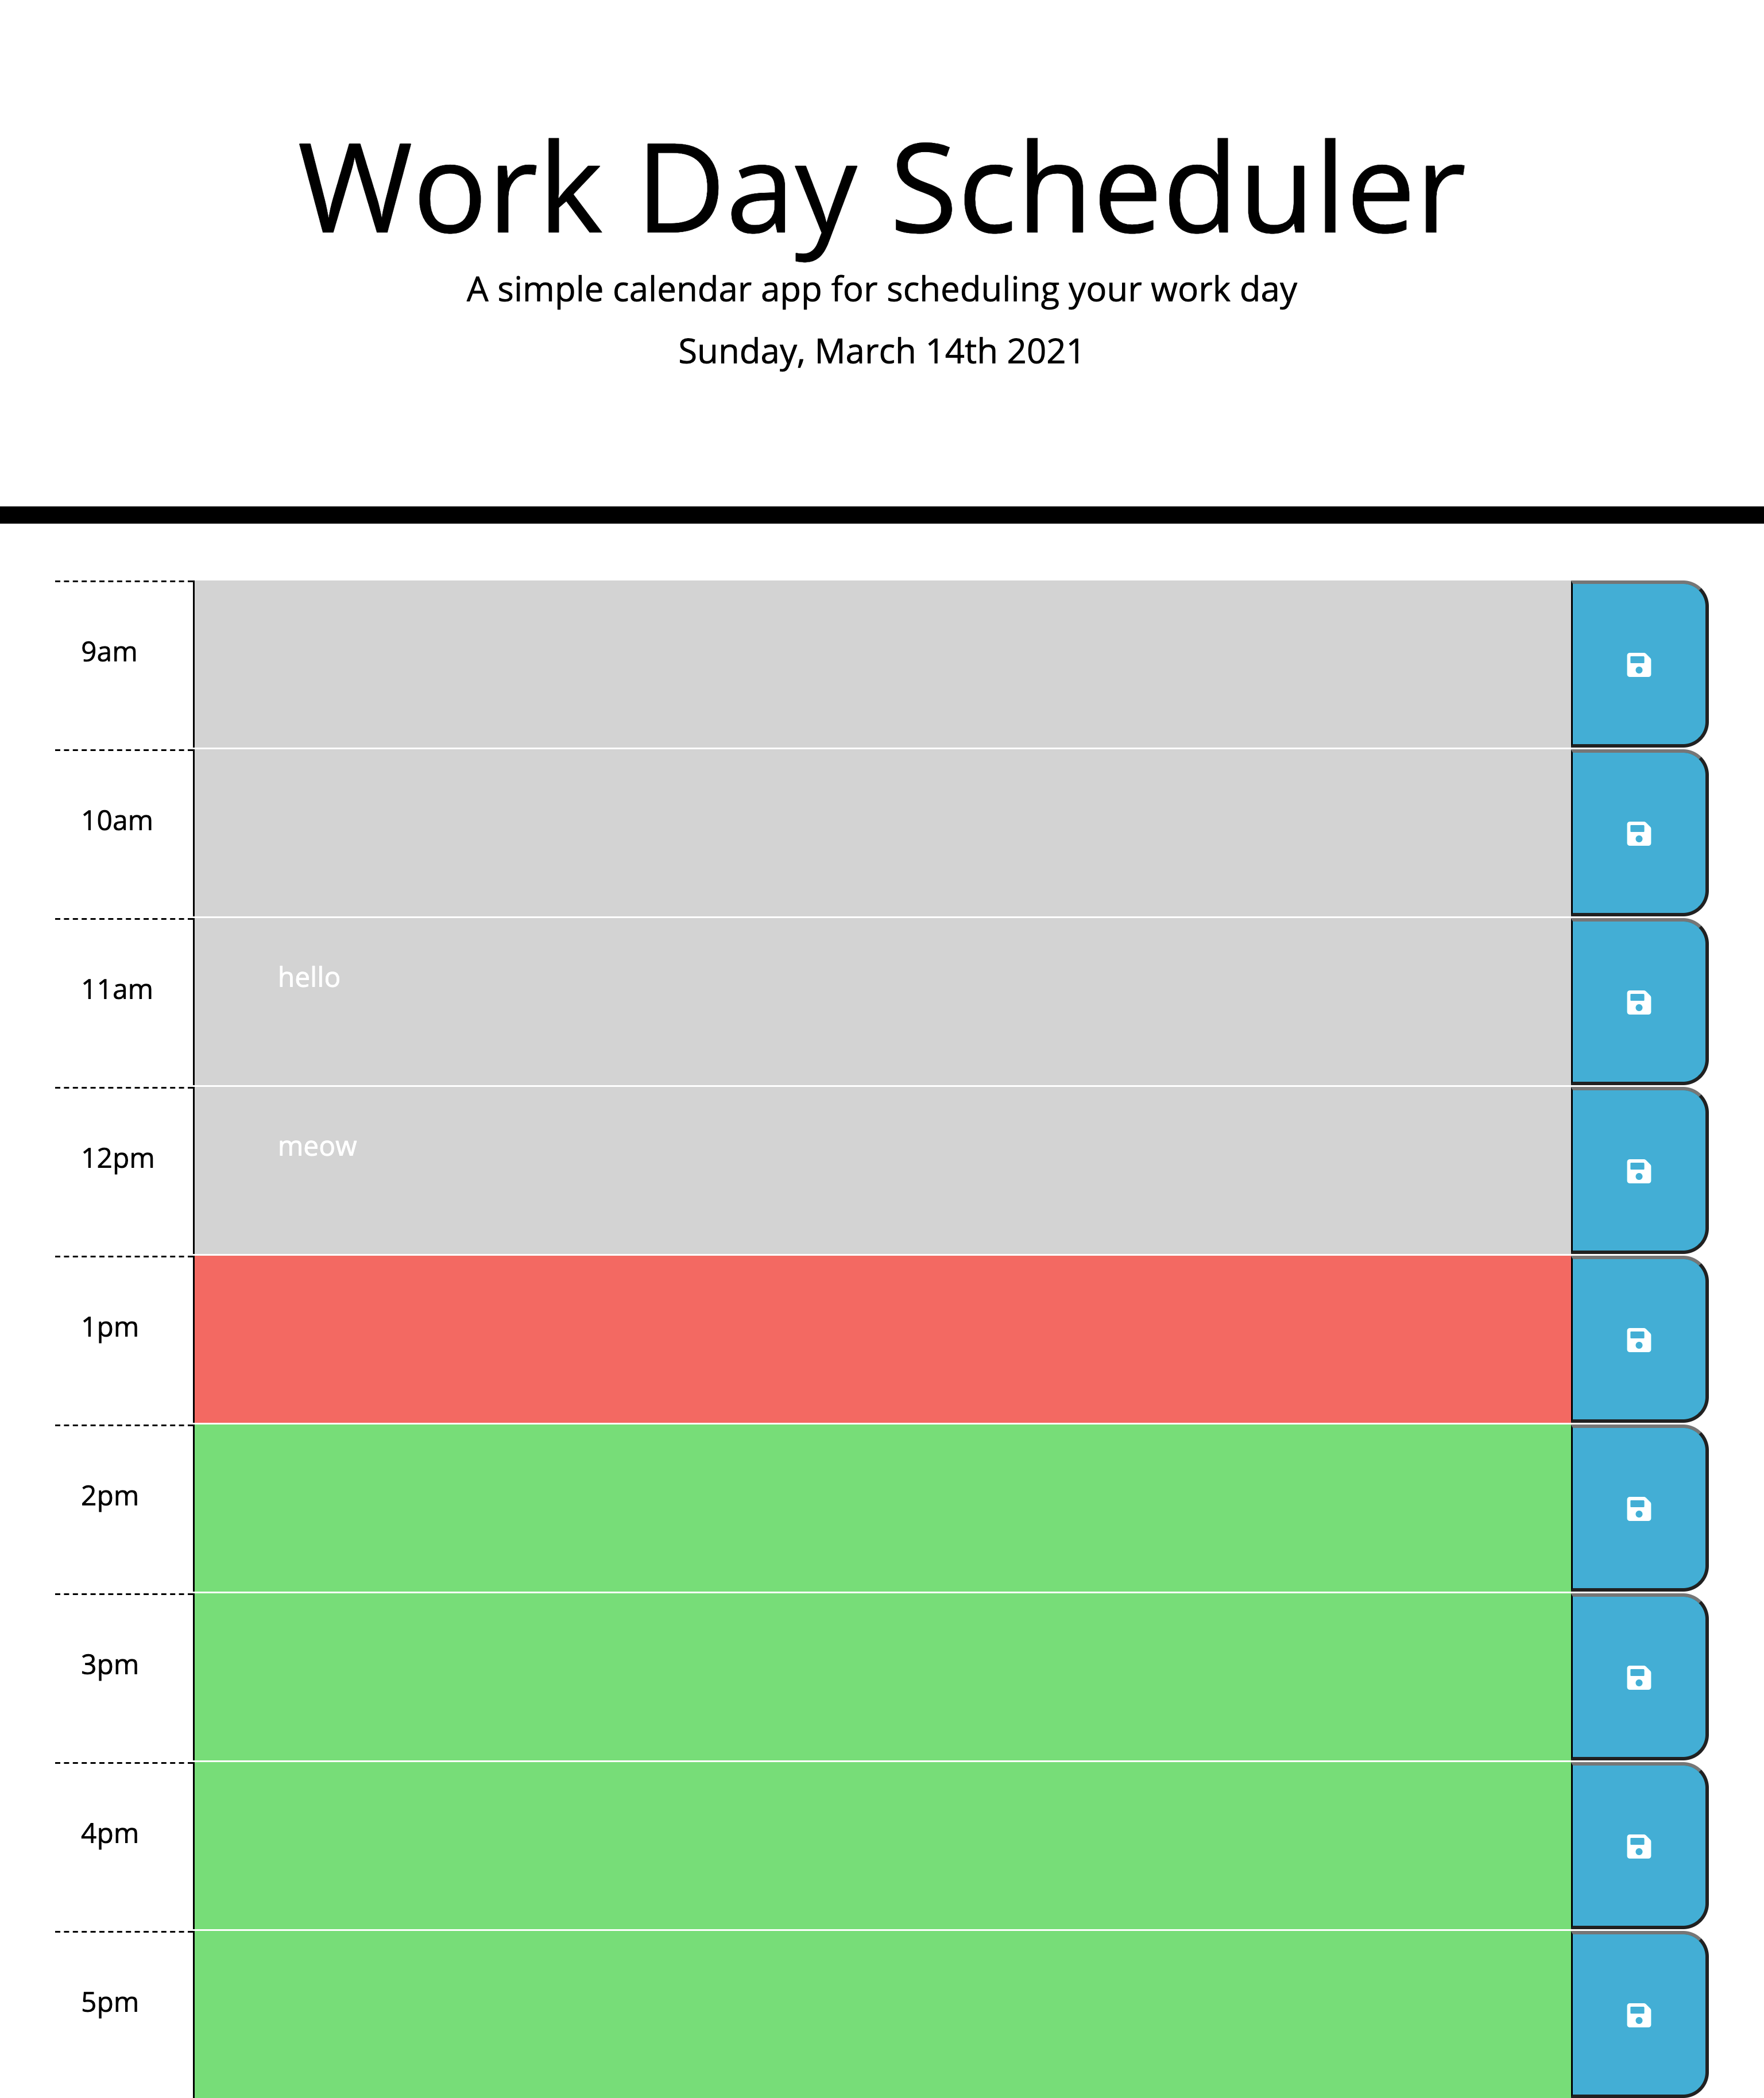 Work Day Scheduler
A simple calendar app for scheduling your work day
Sunday, March 14th 2021
9am
10am
11am
hello
12pm
meow
1pm
2pm
3pm
4pm
5pm